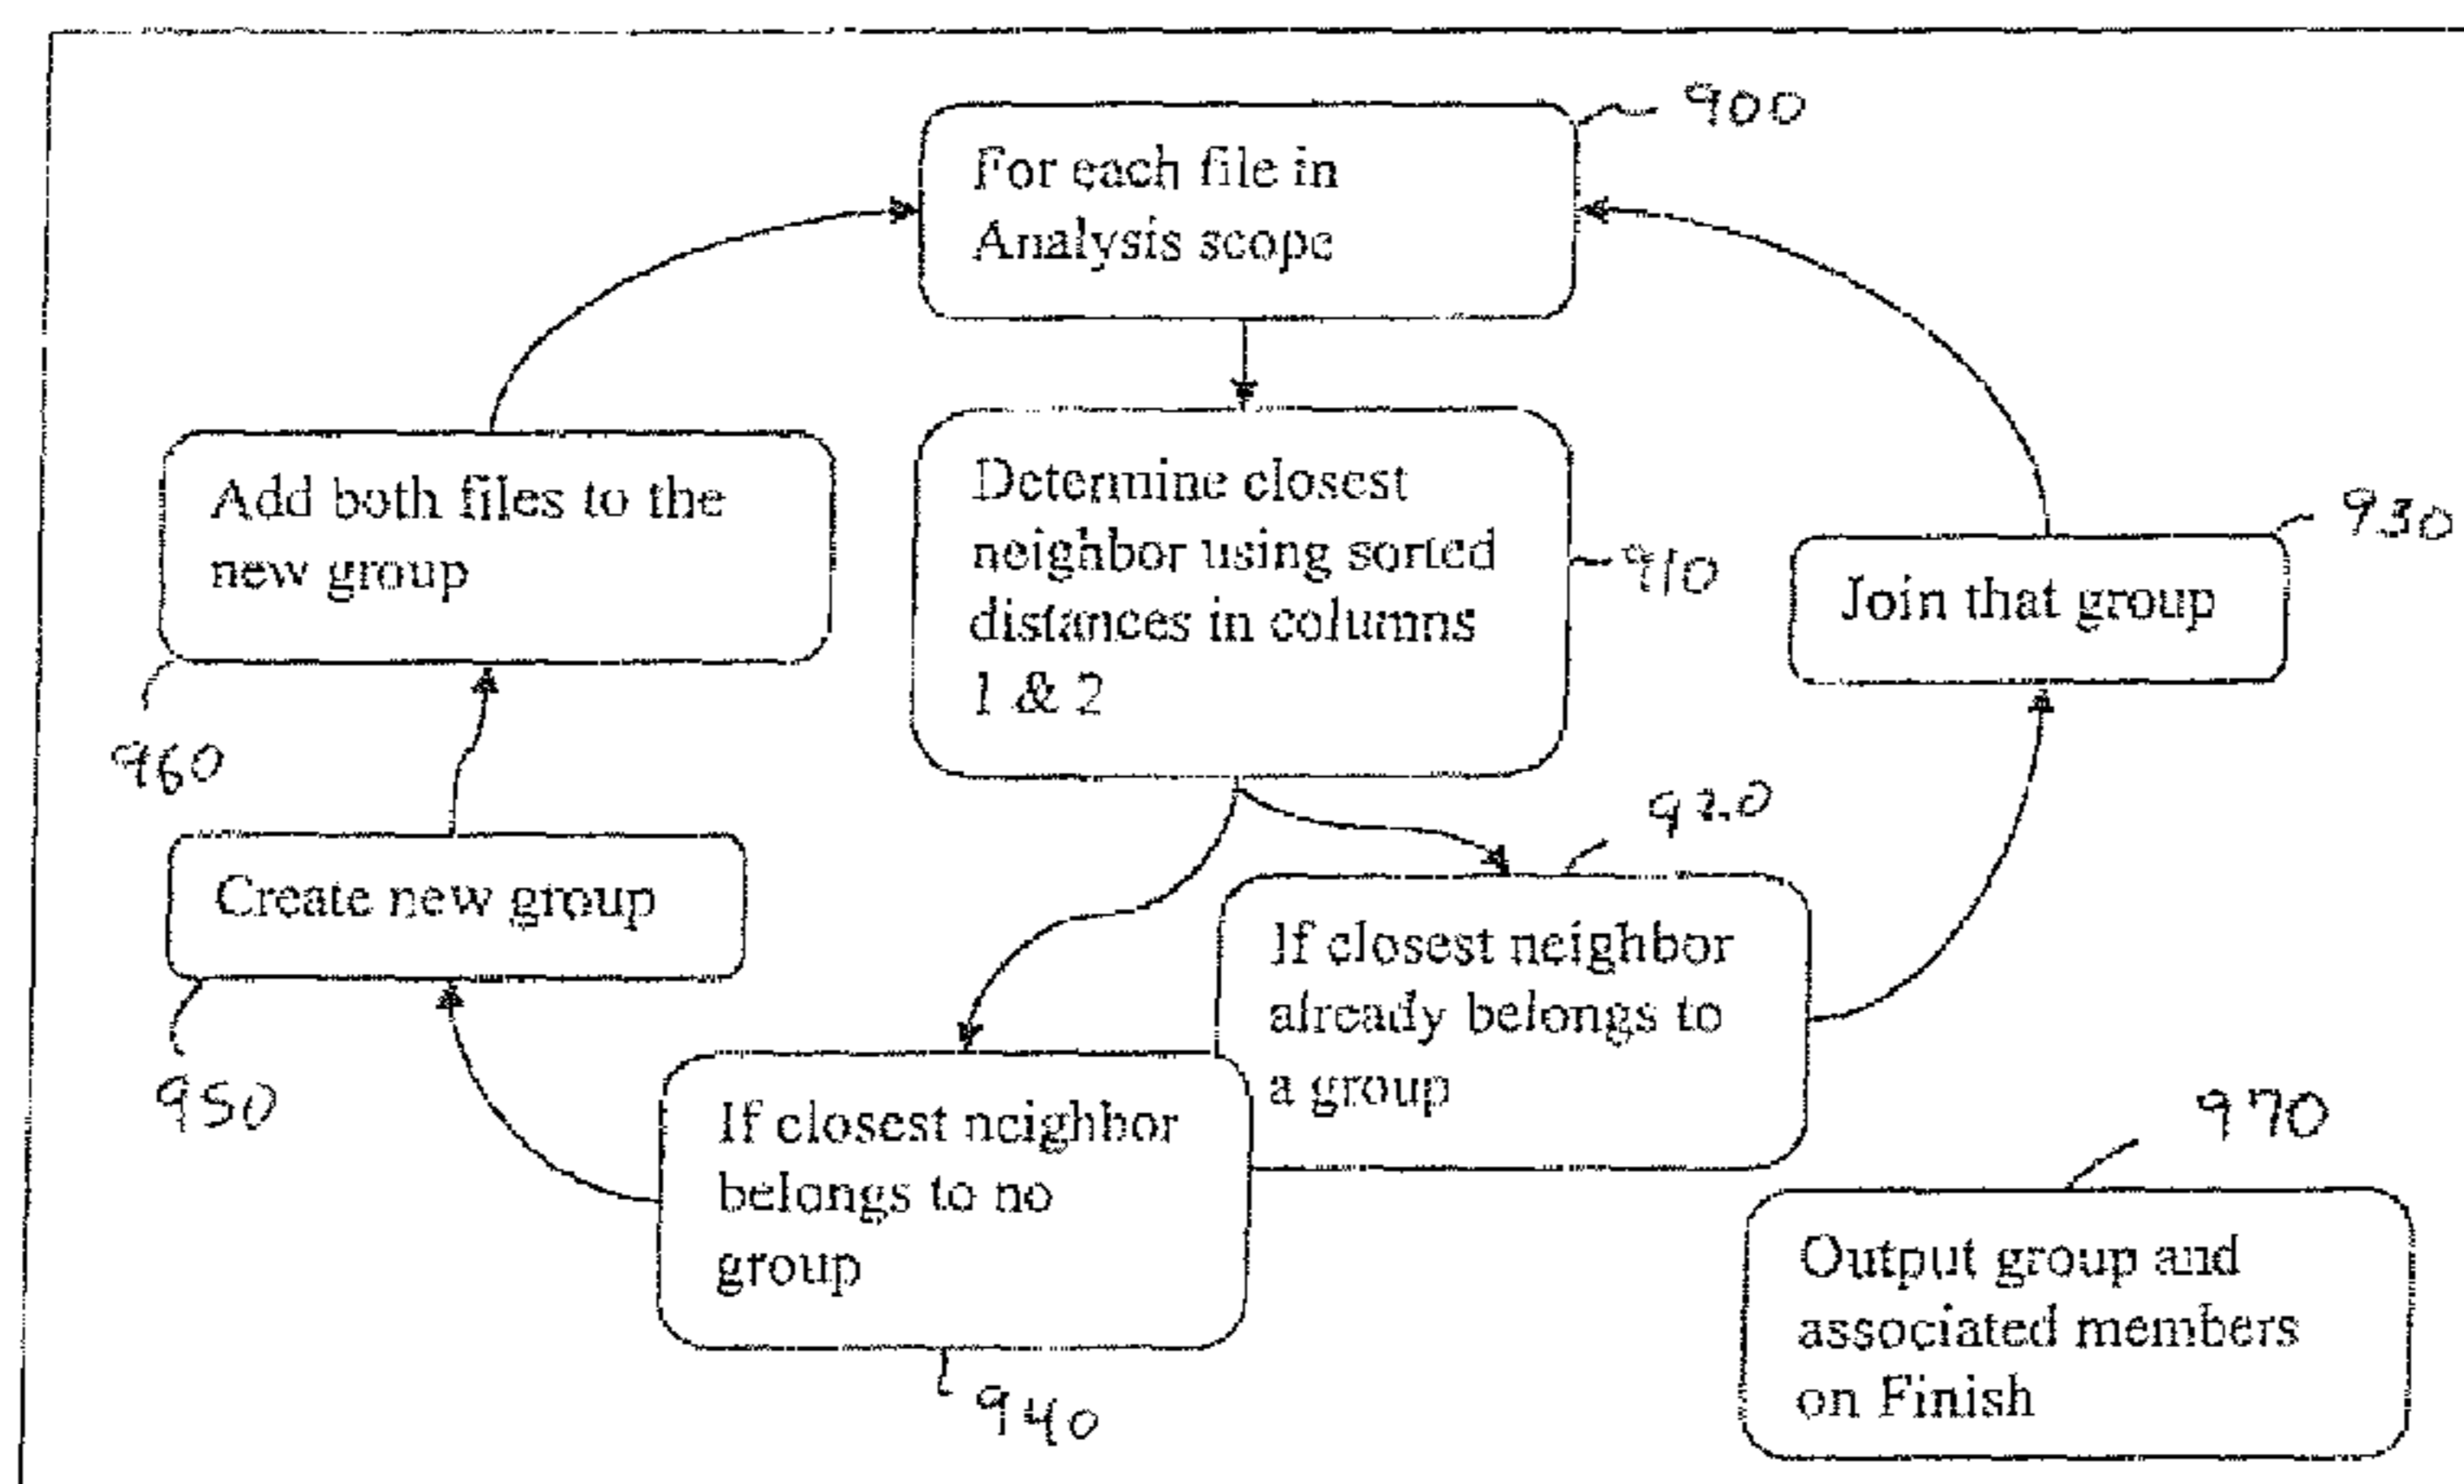 900
For each file in
Analysis scope
Add both files to the
new group
960
Determine closest
neighbor using sorted
distances in columns
1 & 2
910
930
Join that group
Create new group
950
920
If closest neighbor
already belongs to
a group
If closest neighbor
belongs to no
group
940
970
Output group and
associated members
on Finish